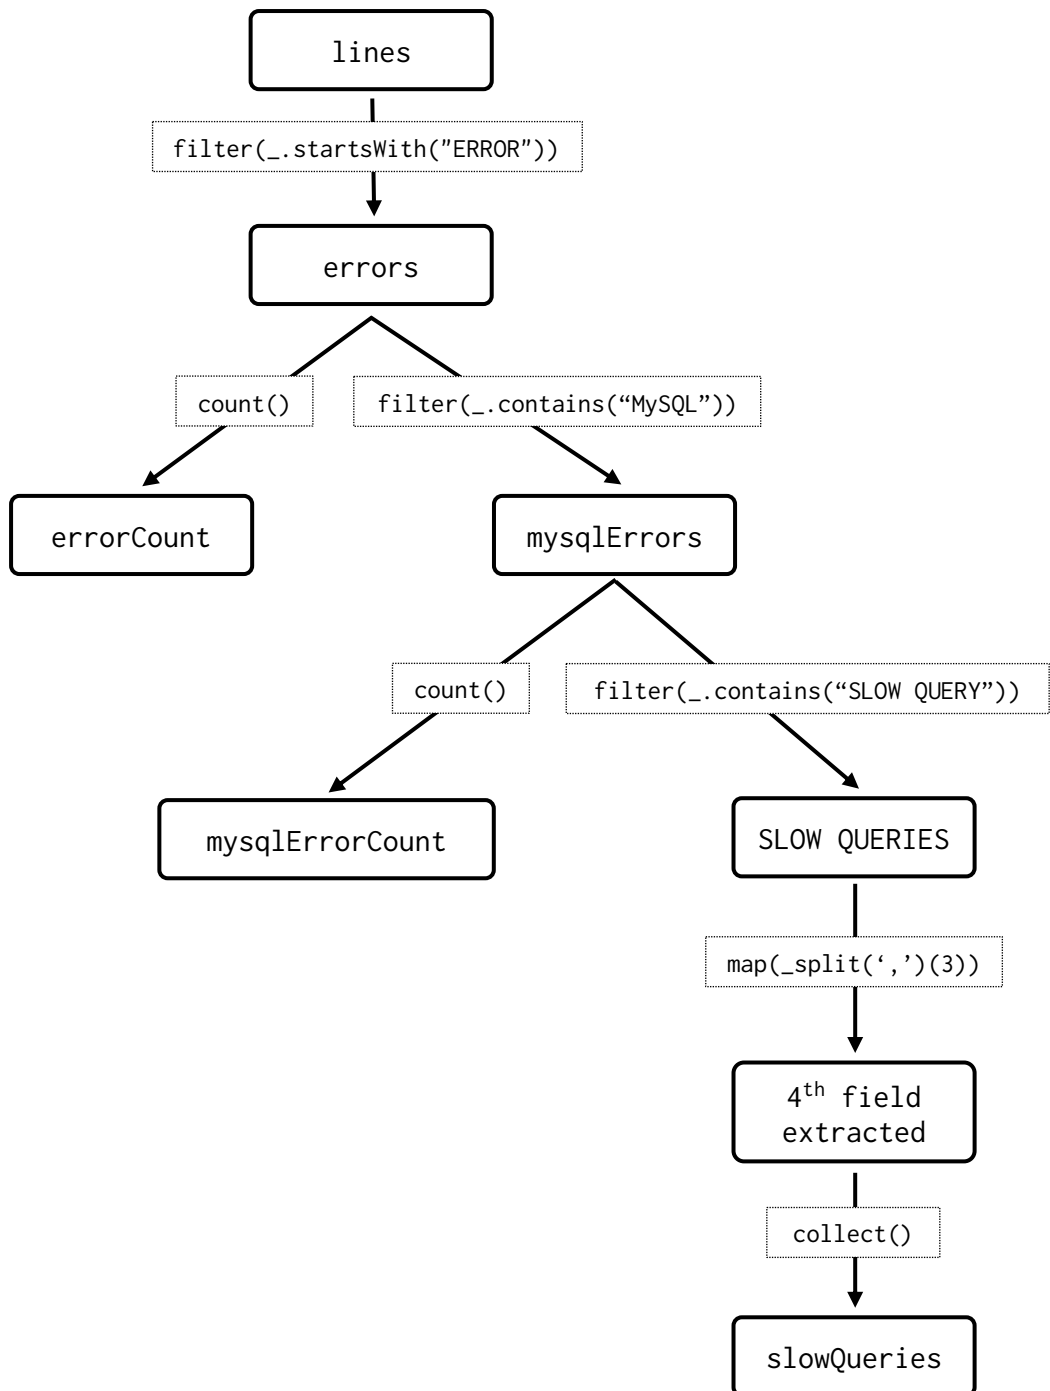 lines
filter(_.startsWith("ERROR"))
errors
count()
filter(_.contains(“MySQL”))
errorCount
mysqlErrors
count()
filter(_.contains(“SLOW QUERY”))
mysqlErrorCount
SLOW QUERIES
map(_split(‘,’)(3))
4th field
extracted
collect()
slowQueries